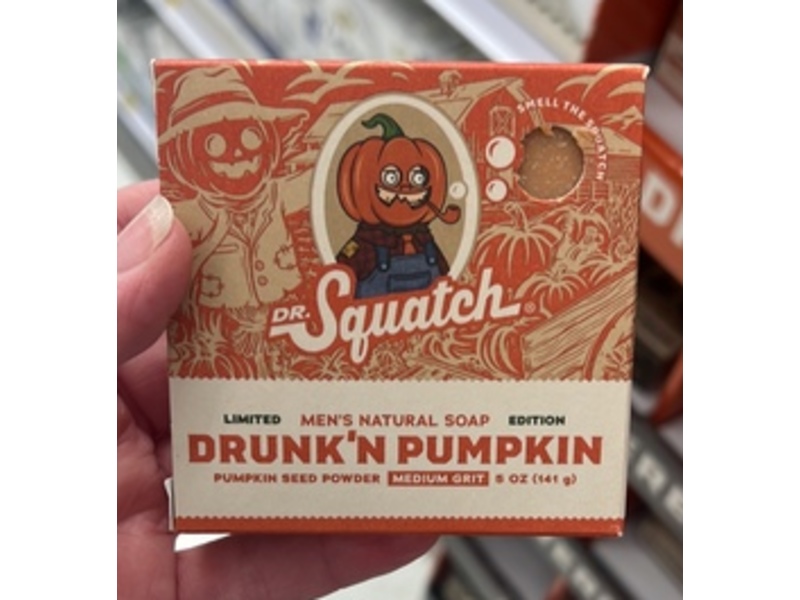 SMELL THE SQUATCH
DR. Squatch®
LIMITED MEN'S NATURAL SOAP EDITION
DRUNK'N PUMPKIN
PUMPKIN SEED POWDER MEDIUM GRIT 5 OZ (141 g)